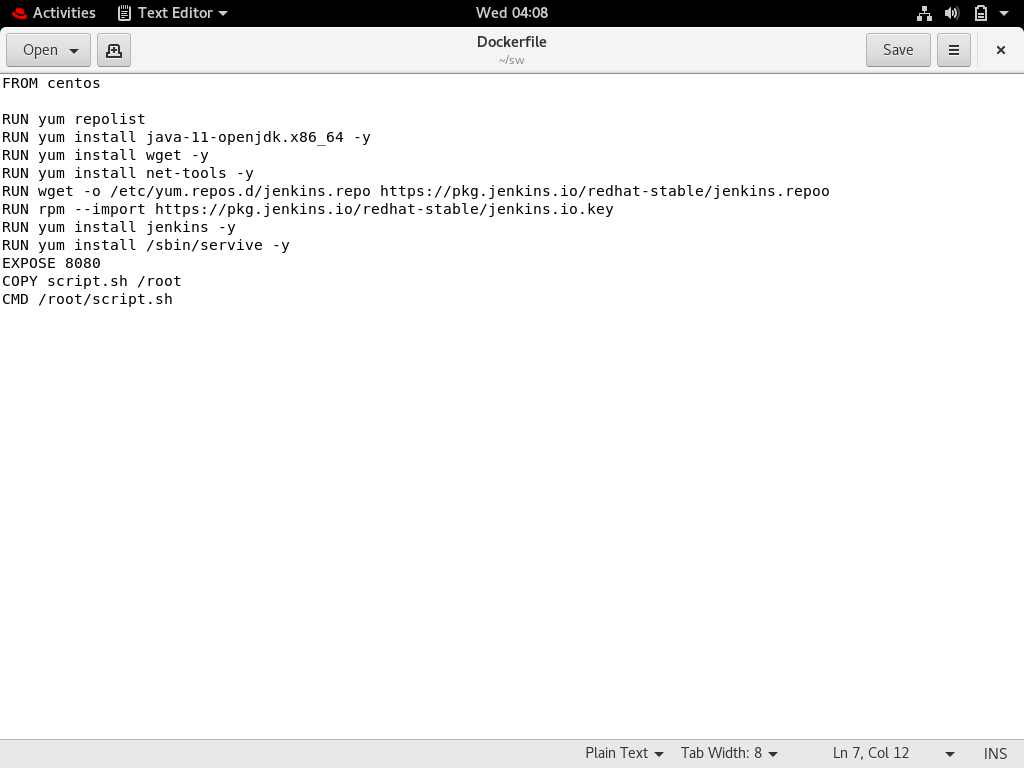 Activities Text Editor Wed 04:08
Open Dockerfile Save
~/sw
FROM centos
RUN yum repolist
RUN yum install java-11-openjdk.x86_64 -y
RUN yum install wget -y
RUN yum install net-tools -y
RUN wget -o /etc/yum.repos.d/jenkins.repo https://pkg.jenkins.io/redhat-stable/jenkins.repoo
RUN rpm --import https://pkg.jenkins.io/redhat-stable/jenkins.io.key
RUN yum install jenkins -y
RUN yum install /sbin/servive -y
EXPOSE 8080
COPY script.sh /root
CMD /root/script.sh
Plain Text Tab Width: 8 Ln 7, Col 12 INS